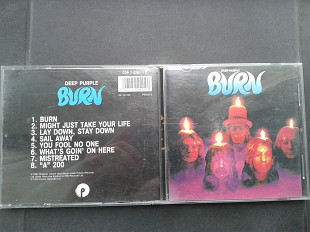 DEEP PURPLE
BURN
1. BURN
2. MIGHT JUST TAKE YOUR LIFE
3. LAY DOWN, STAY DOWN
4. SAIL AWAY
5. YOU FOOL NO ONE
6. WHAT'S GOIN' ON HERE
7. MISTREATED
8. "A" 200
P
DEEP PURPLE
BURN